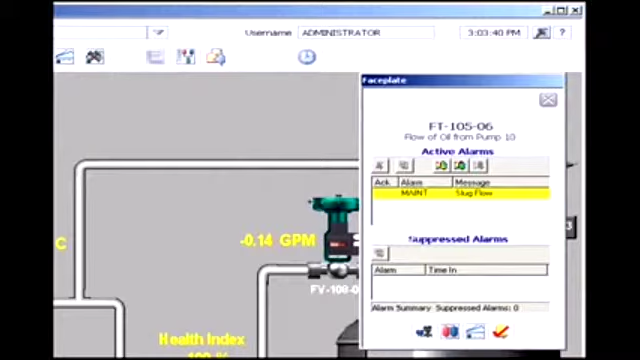 Username ADMINISTRATOR 3:03:40 PM ?
Faceplate
FT-105-06
Flow of Oil from Pump 10
Active Alarms
Ack Alarm Message
MAINT Slug Flow
-0.14 GPM
C
3
Suppressed Alarms
Alarm Time In
Alarm Summary Suppressed Alarms: 0
Health Index